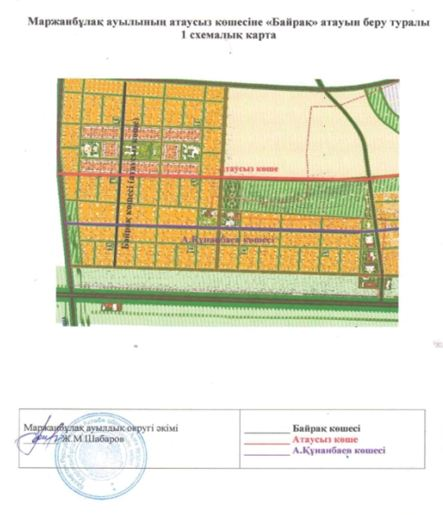 Маржанбұлақ ауылының атаусыз көшесіне «Байрақ» атауын беру туралы
1 схемалық карта
Атаусыз көше
Байрақ көшесі
А.Құнанбаев көшесі
Маржанбұлақ ауылдық округі әкімі
Ж.М.Шабаров
Байрақ көшесі
Атаусыз көше
А.Құнанбаев көшесі